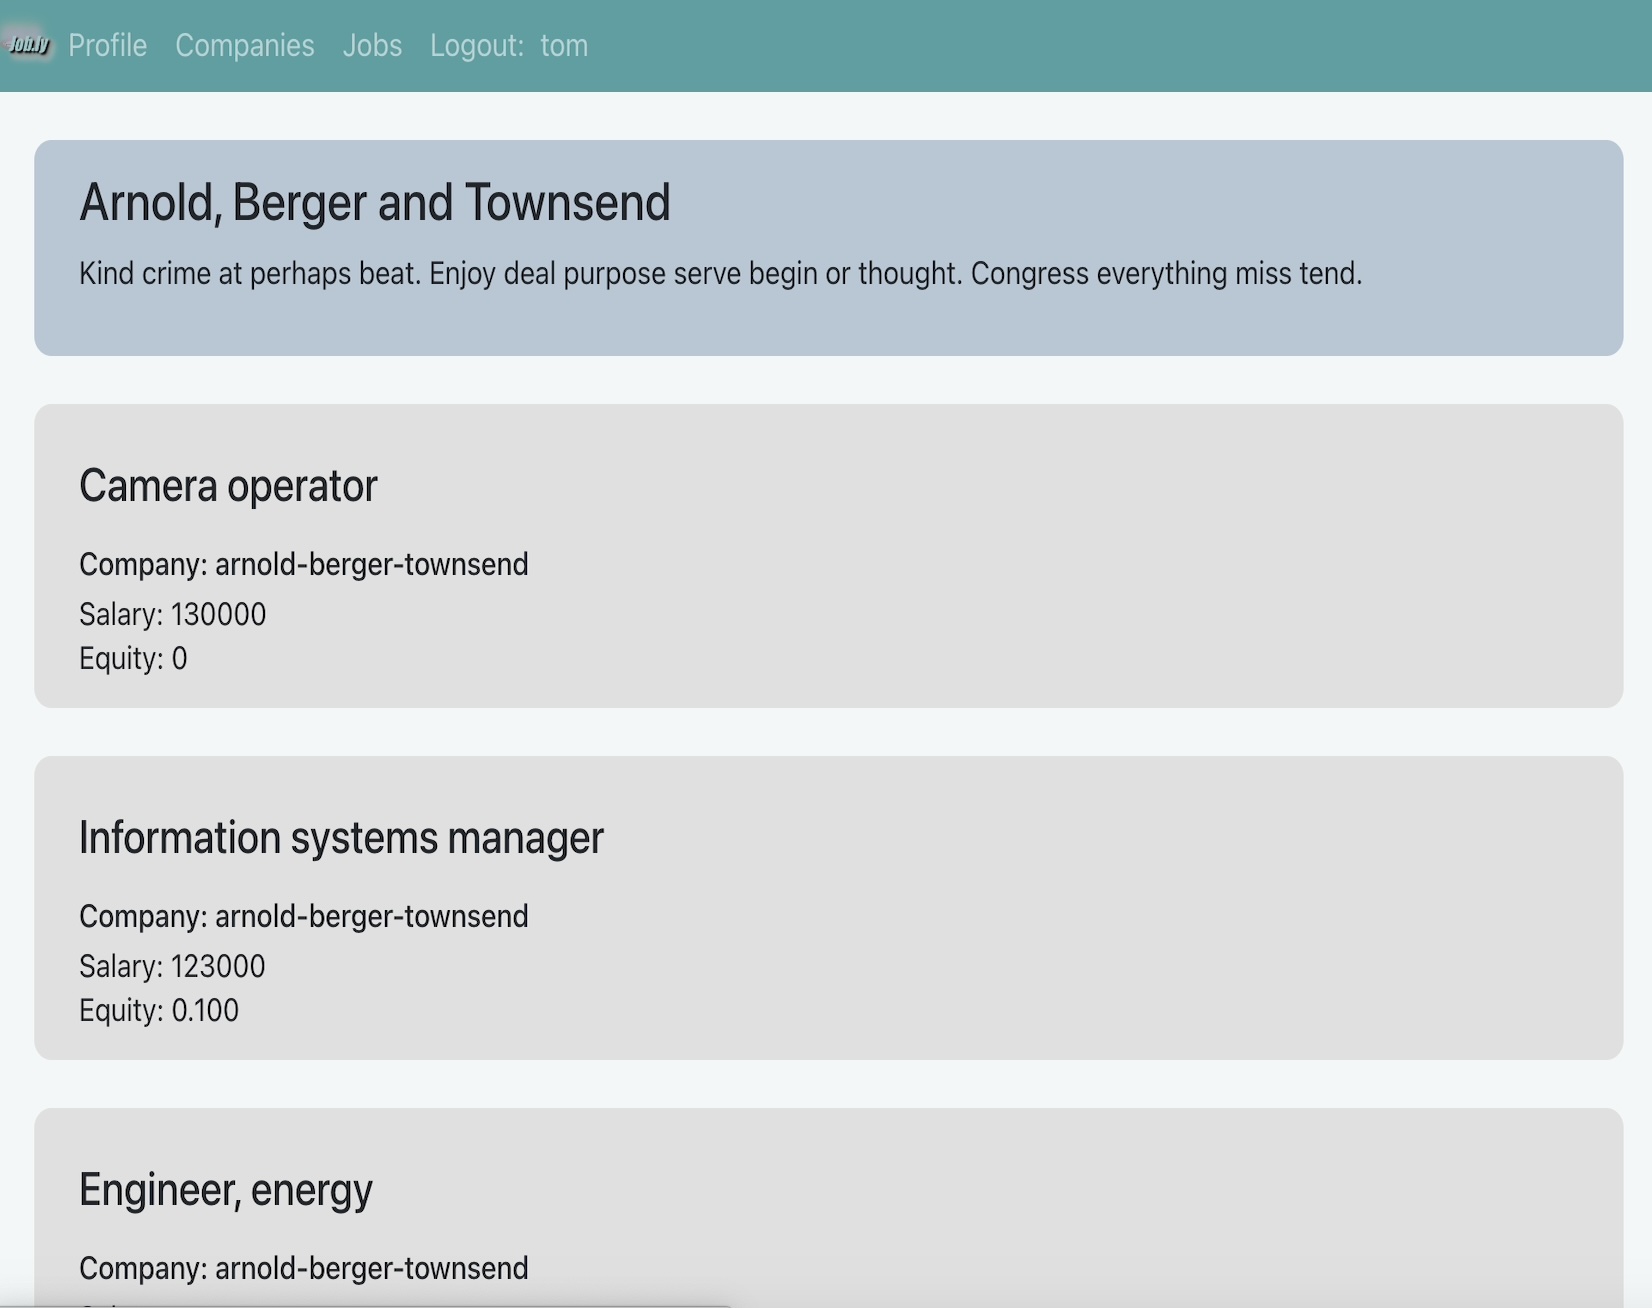 Job.ly Profile Companies Jobs Logout: tom
Arnold, Berger and Townsend
Kind crime at perhaps beat. Enjoy deal purpose serve begin or thought. Congress everything miss tend.
Camera operator
Company: arnold-berger-townsend
Salary: 130000
Equity: 0
Information systems manager
Company: arnold-berger-townsend
Salary: 123000
Equity: 0.100
Engineer, energy
Company: arnold-berger-townsend